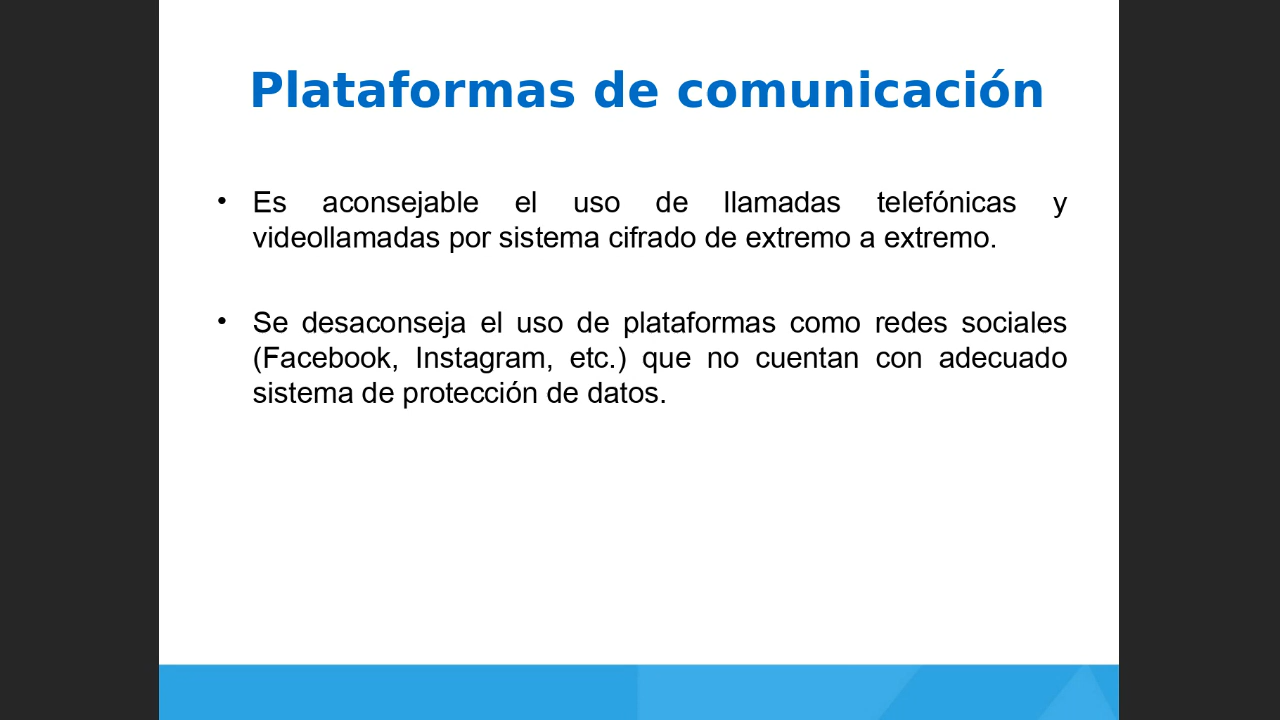 Plataformas de comunicación
• Es aconsejable el uso de llamadas telefónicas y
videollamadas por sistema cifrado de extremo a extremo.
• Se desaconseja el uso de plataformas como redes sociales
(Facebook, Instagram, etc.) que no cuentan con adecuado
sistema de protección de datos.